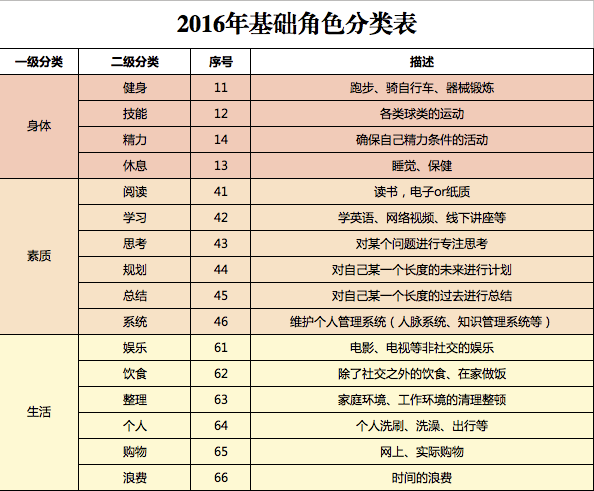 2016年基础角色分类表
一级分类 二级分类 序号 描述
身体
健身 11 跑步、骑自行车、器械锻炼
技能 12 各类球类的运动
精力 14 确保自己精力条件的活动
休息 13 睡觉、保健
素质
阅读 41 读书，电子or纸质
学习 42 学英语、网络视频、线下讲座等
思考 43 对某个问题进行专注思考
规划 44 对自己某一个长度的未来进行计划
总结 45 对自己某一个长度的过去进行总结
系统 46 维护个人管理系统（人脉系统、知识管理系统等）
生活
娱乐 61 电影、电视等非社交的娱乐
饮食 62 除了社交之外的饮食、在家做饭
整理 63 家庭环境、工作环境的清理整顿
个人 64 个人洗刷、洗澡、出行等
购物 65 网上、实际购物
浪费 66 时间的浪费